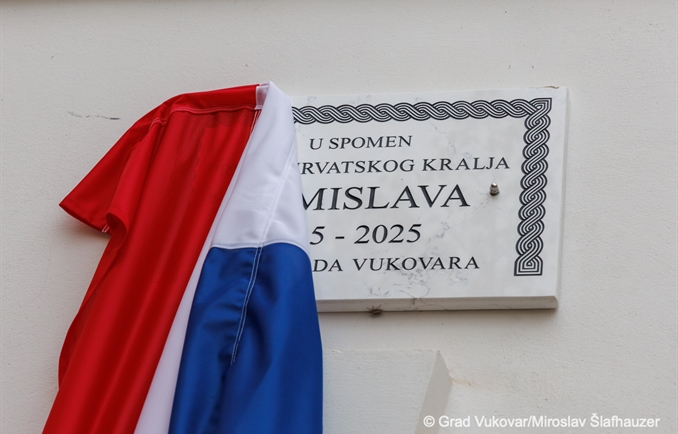 U SPOMEN
RVATSKOG KRALJA
MISLAVA
5 - 2025
DA VUKOVARA
© Grad Vukovar/Miroslav Šlafhauzer